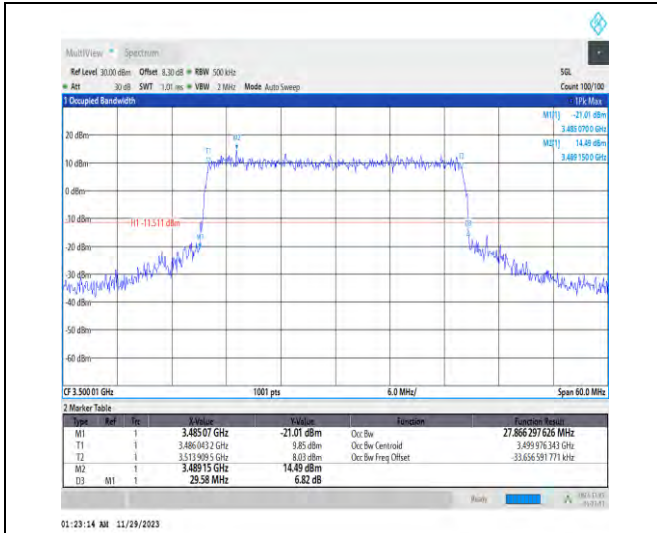 MultiView Spectrum
Ref Level 30.00 dBm Offset 8.30 dB RBW 500 kHz SGL
Att 30 dB SWT 1.01 ms VBW 2 MHz Mode Auto Sweep Count 100/100
1 Occupied Bandwidth 1Pk Max
M1[1] -21.01 dBm
3.485 070 0 GHz
M2[1] 14.49 dBm
3.489 150 0 GHz
20 dBm
M2
T1
T2
10 dBm
0 dBm
-10 dBm
H1 -11.511 dBm
D3
M1
-20 dBm
-30 dBm
-40 dBm
-50 dBm
-60 dBm
CF 3.500 01 GHz 1001 pts 6.0 MHz/ Span 60.0 MHz
2 Marker Table
Type Ref Trc X-Value Y-Value Function Function Result
M1 1 3.485 07 GHz -21.01 dBm Occ Bw 27.866 297 626 MHz
T1 1 3.486 043 2 GHz 9.85 dBm Occ Bw Centroid 3.499 976 343 GHz
T2 1 3.513 909 5 GHz 8.03 dBm Occ Bw Freq Offset -33.656 591 771 kHz
M2 1 3.489 15 GHz 14.49 dBm
D3 M1 1 29.58 MHz 6.82 dB
Ready
01:23:14 AM 11/29/2023